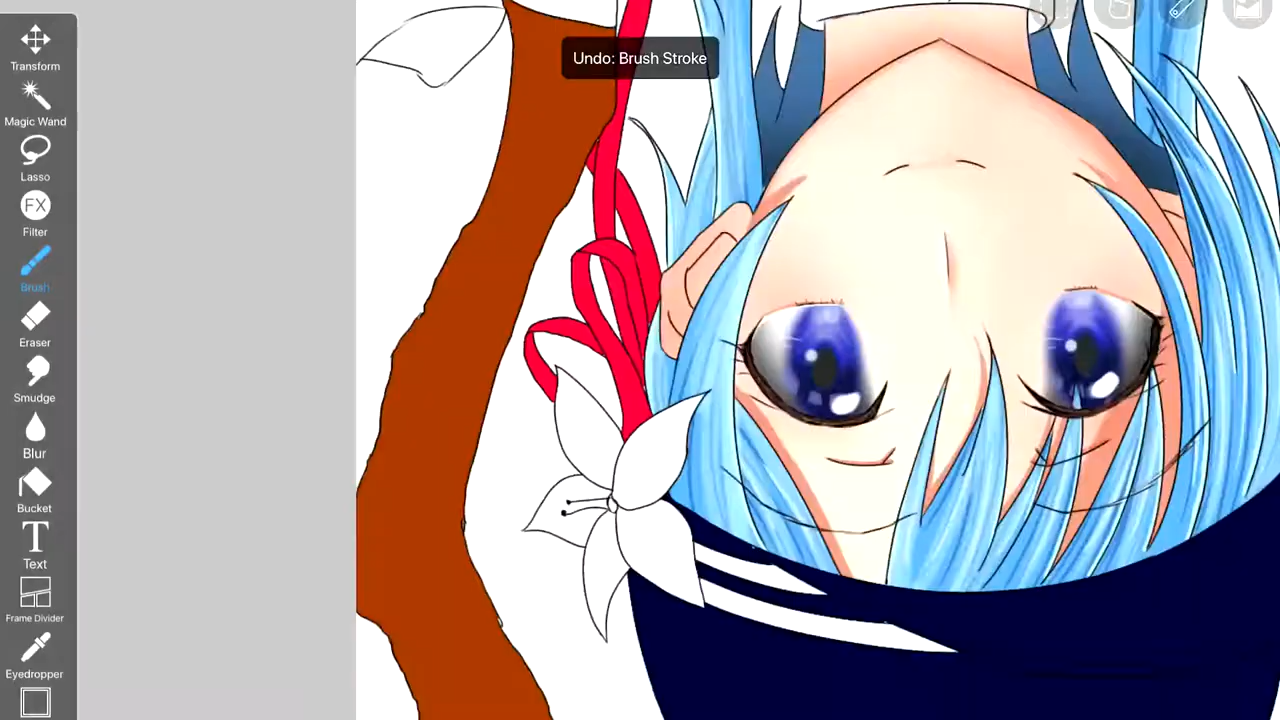 Undo: Brush Stroke
Transform
Magic Wand
Lasso
FX
Filter
Brush
Eraser
Smudge
Blur
Bucket
T
Text
Frame Divider
Eyedropper